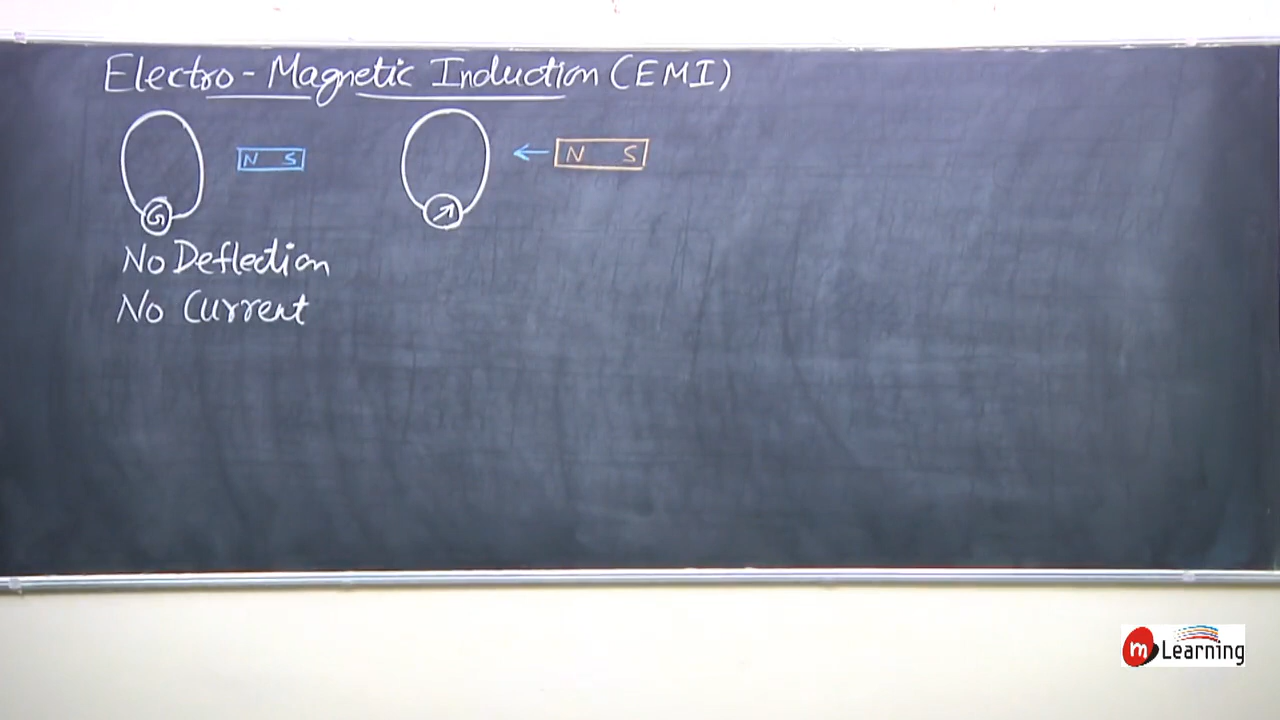 Electro-Magnetic Induction (EMI)
N S
N S
G
No Deflection
No Current
m Learning